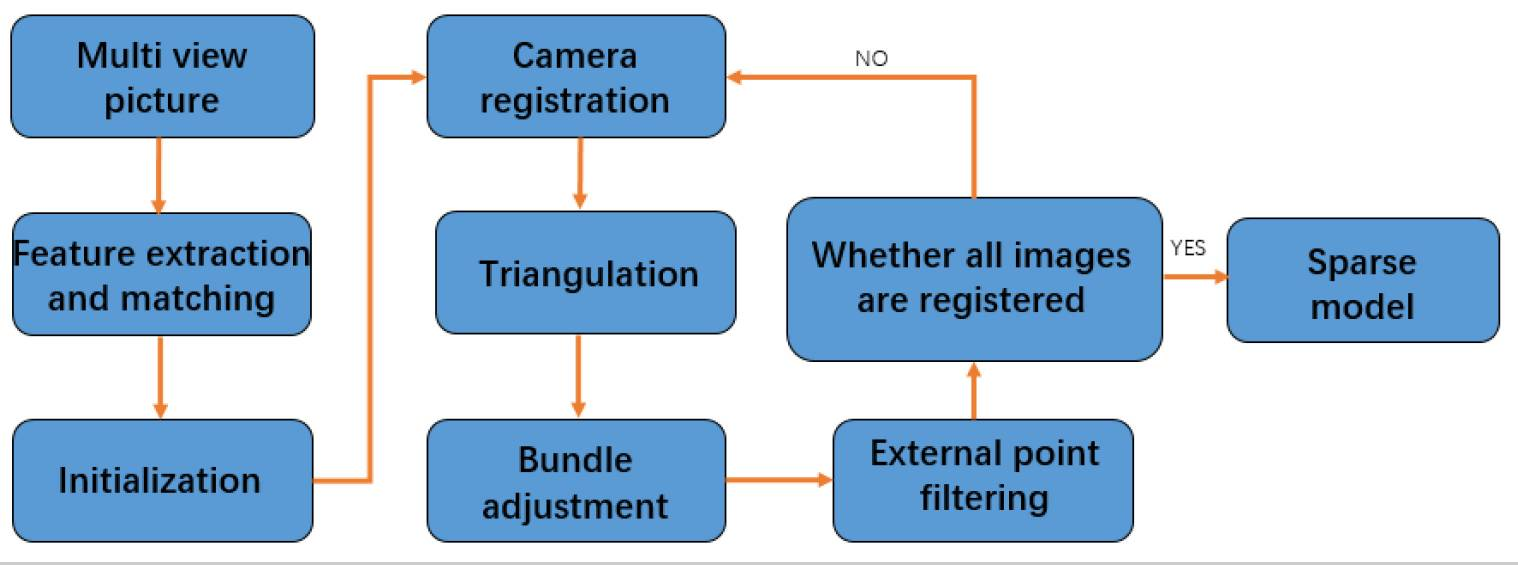 Multi view
picture
Feature extraction
and matching
Initialization
Camera
registration
Triangulation
Bundle
adjustment
External point
filtering
Whether all images
are registered
NO
YES
Sparse
model